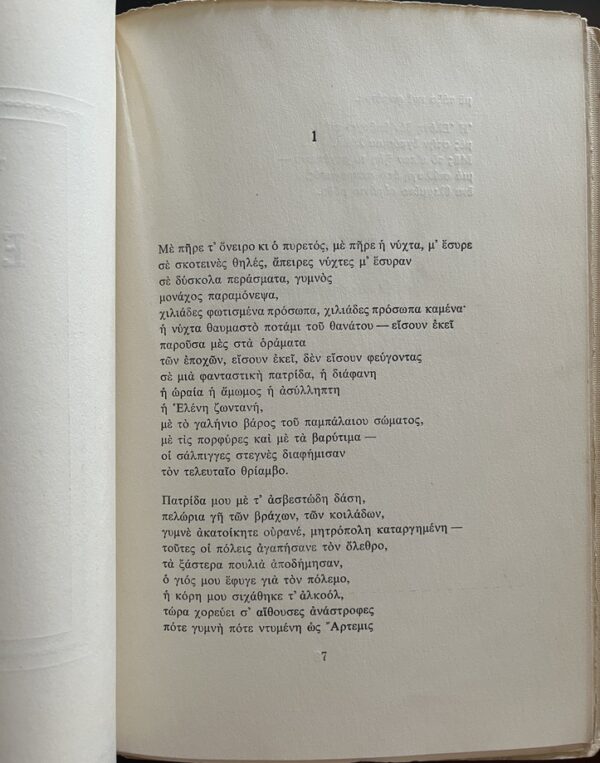 1
Μὲ πῆρε τ' ὄνειρο κι ὁ πυρετός, μὲ πῆρε ἡ νύχτα, μ' ἔσυρε
σὲ σκοτεινὲς θηλές, ἄπειρες νύχτες μ' ἔσυραν
σὲ δύσκολα περάσματα, γυμνὸς
μονάχος παραμόνεψα,
χιλιάδες φωτισμένα πρόσωπα, χιλιάδες πρόσωπα καμένα·
ἡ νύχτα θαυμαστὸ ποτάμι τοῦ θανάτου — εἴσουν ἐκεῖ
παροῦσα μὲς στὰ ὁράματα
τῶν ἐποχῶν, εἴσουν ἐκεῖ, δὲν εἴσουν φεύγοντας
σὲ μιὰ φανταστικὴ πατρίδα, ἡ διάφανη
ἡ ὡραία ἡ ἄμωμος ἡ ἀσύλληπτη
ἡ Ἑλένη ζωντανή,
μὲ τὸ γαλήνιο βάρος τοῦ παμπάλαιου σώματος,
μὲ τὶς πορφύρες καὶ μὲ τὰ βαρύτιμα —
οἱ σάλπιγγες στεγνὲς διαφήμισαν
τὸν τελευταῖο θρίαμβο.
Πατρίδα μου μὲ τ' ἀσβεστώδη δάση,
πελώρια γῆ τῶν βράχων, τῶν κοιλάδων,
γυμνὲ ἀκατοίκητε οὐρανέ, μητρόπολη καταργημένη —
τοῦτες οἱ πόλεις ἀγαπήσανε τὸν ὄλεθρο,
τὰ ξάστερα πουλιὰ ἀποδήμησαν,
ὁ γιός μου ἔφυγε γιὰ τὸν πόλεμο,
ἡ κόρη μου σιχάθηκε τ' ἀλκοόλ,
τώρα χορεύει σ' αἴθουσες ἀνάστροφες
πότε γυμνὴ πότε ντυμένη ὡς Ἄρτεμις
7